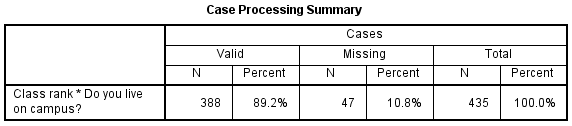 Case Processing Summary
Cases
Valid Missing Total
N Percent N Percent N Percent
Class rank * Do you live
on campus? 388 89.2% 47 10.8% 435 100.0%